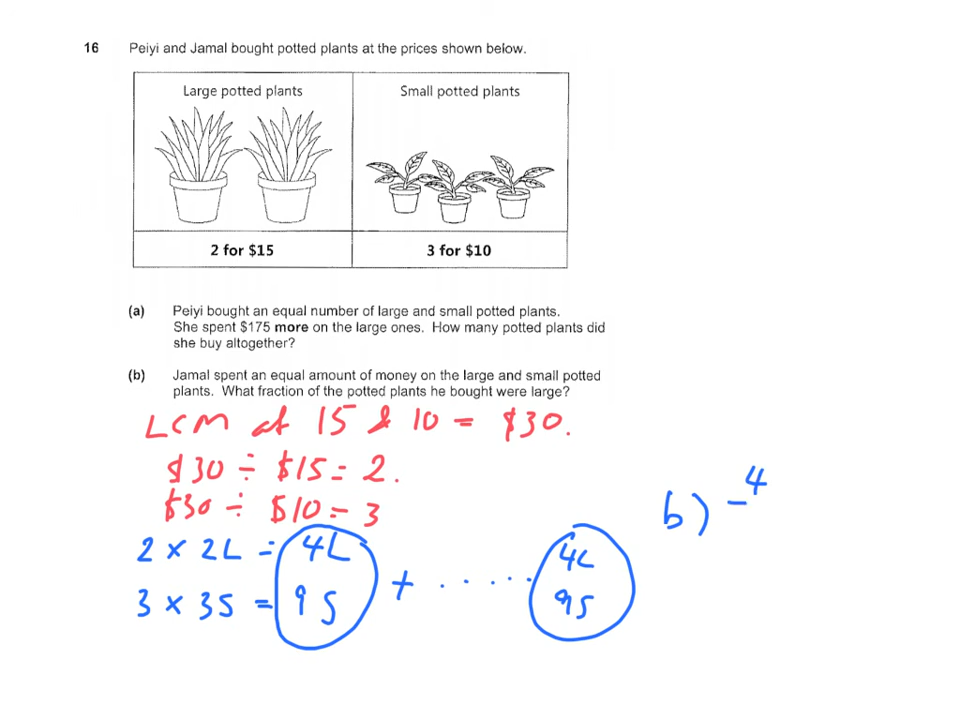 16 Peiyi and Jamal bought potted plants at the prices shown below.
Large potted plants
Small potted plants
2 for $15
3 for $10
(a) Peiyi bought an equal number of large and small potted plants.
She spent $175 more on the large ones. How many potted plants did
she buy altogether?
(b) Jamal spent an equal amount of money on the large and small potted
plants. What fraction of the potted plants he bought were large?
LCM of 15 & 10 = $30.
$30 ÷ $15 = 2.
$30 ÷ $10 = 3
b) - 4
2 × 2L = 4L + ...... 4L
3 × 3S = 9S 9S